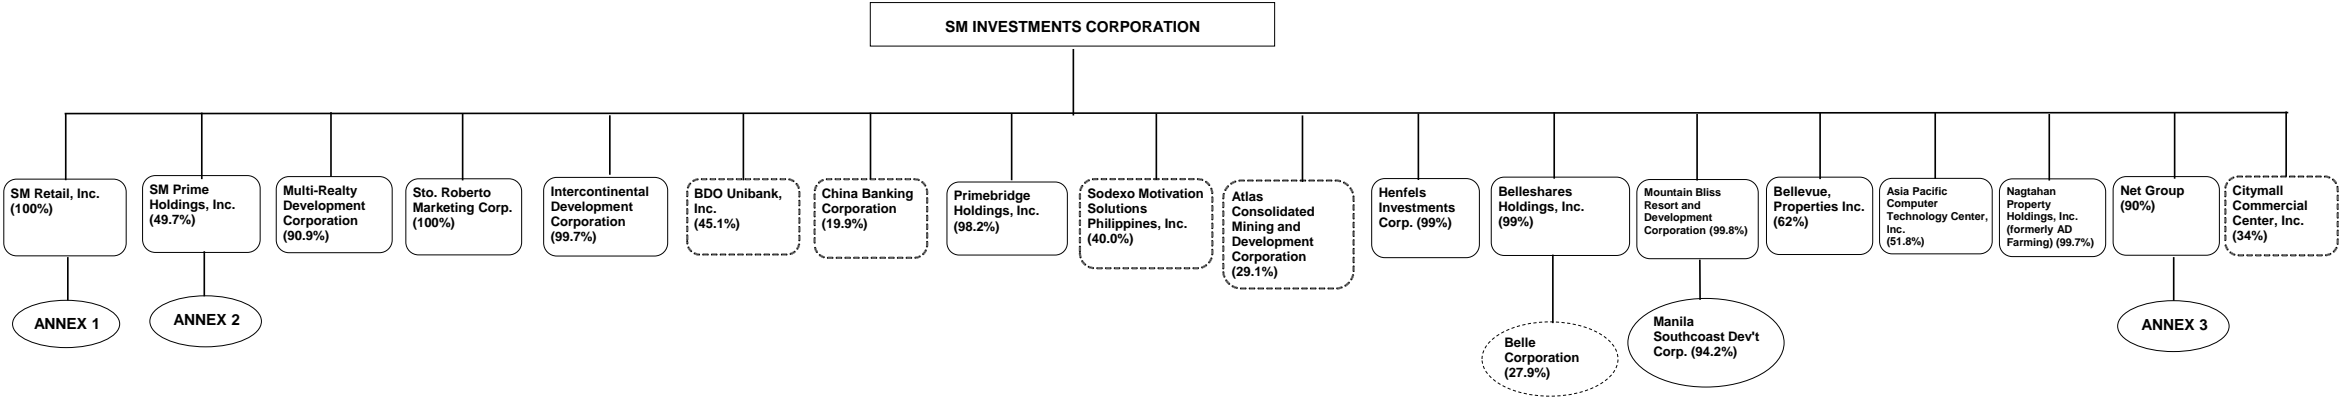 SM INVESTMENTS CORPORATION
SM Retail, Inc.
(100%)
SM Prime
Holdings, Inc.
(49.7%)
Multi-Realty
Development
Corporation
(90.9%)
Sto. Roberto
Marketing Corp.
(100%)
Intercontinental
Development
Corporation
(99.7%)
BDO Unibank,
Inc.
(45.1%)
China Banking
Corporation
(19.9%)
Primebridge
Holdings, Inc.
(98.2%)
Sodexo Motivation
Solutions
Philippines, Inc.
(40.0%)
Atlas
Consolidated
Mining and
Development
Corporation
(29.1%)
Henfels
Investments
Corp. (99%)
Belleshares
Holdings, Inc.
(99%)
Mountain Bliss
Resort and
Development
Corporation (99.8%)
Bellevue,
Properties Inc.
(62%)
Asia Pacific
Computer
Technology Center,
Inc.
(51.8%)
Nagtahan
Property
Holdings, Inc.
(formerly AD
Farming) (99.7%)
Net Group
(90%)
Citymall
Commercial
Center, Inc.
(34%)
ANNEX 1
ANNEX 2
Belle
Corporation
(27.9%)
Manila
Southcoast Dev't
Corp. (94.2%)
ANNEX 3